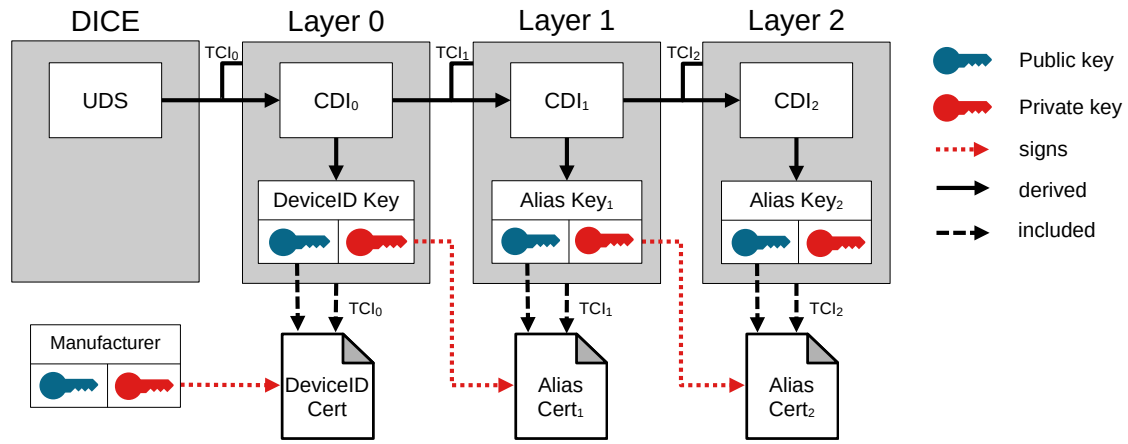 DICE
Layer 0
Layer 1
Layer 2
TCI₀
TCI₁
TCI₂
UDS
CDI₀
CDI₁
CDI₂
DeviceID Key
Alias Key₁
Alias Key₂
TCI₀
TCI₁
TCI₂
Manufacturer
DeviceID
Cert
Alias
Cert₁
Alias
Cert₂
Public key
Private key
signs
derived
included